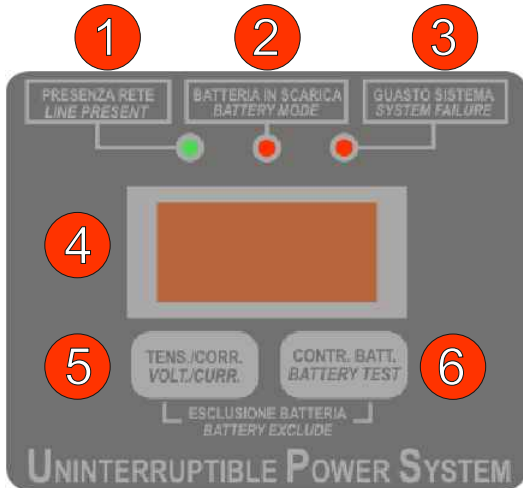 1
2
3
PRESENZA RETE
LINE PRESENT
BATTERIA IN SCARICA
BATTERY MODE
GUASTO SISTEMA
SYSTEM FAILURE
4
5
TENS./CORR.
VOLT./CURR.
CONTR. BATT.
BATTERY TEST
6
ESCLUSIONE BATTERIA
BATTERY EXCLUDE
UNINTERRUPTIBLE POWER SYSTEM